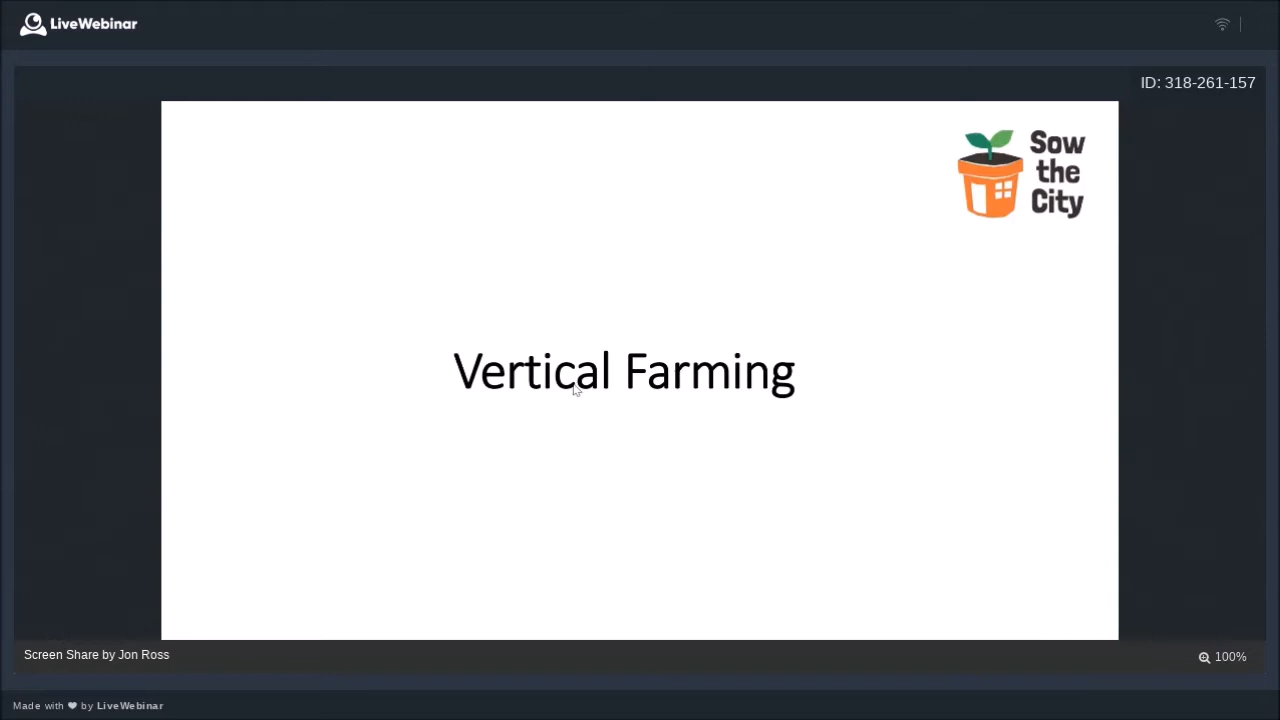 LiveWebinar
ID: 318-261-157
Sow
the
City
Vertical Farming
Screen Share by Jon Ross
100%
Made with ❤ by LiveWebinar